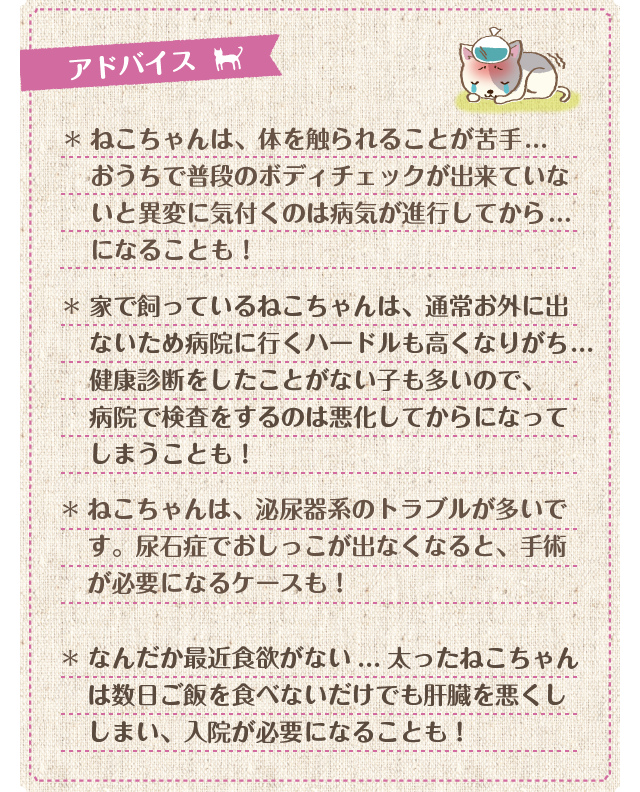 アドバイス
＊ねこちゃんは、体を触られることが苦手…
おうちで普段のボディチェックが出来ていな
いと異変に気付くのは病気が進行してから…
になることも！
＊家で飼っているねこちゃんは、通常お外に出
ないため病院に行くハードルも高くなりがち…
健康診断をしたことがない子も多いので、
病院で検査をするのは悪化してからになって
しまうことも！
＊ねこちゃんは、泌尿器系のトラブルが多いで
す。尿石症でおしっこが出なくなると、手術
が必要になるケースも！
＊なんだか最近食欲がない…太ったねこちゃん
は数日ご飯を食べないだけでも肝臓を悪くし
しまい、入院が必要になることも！